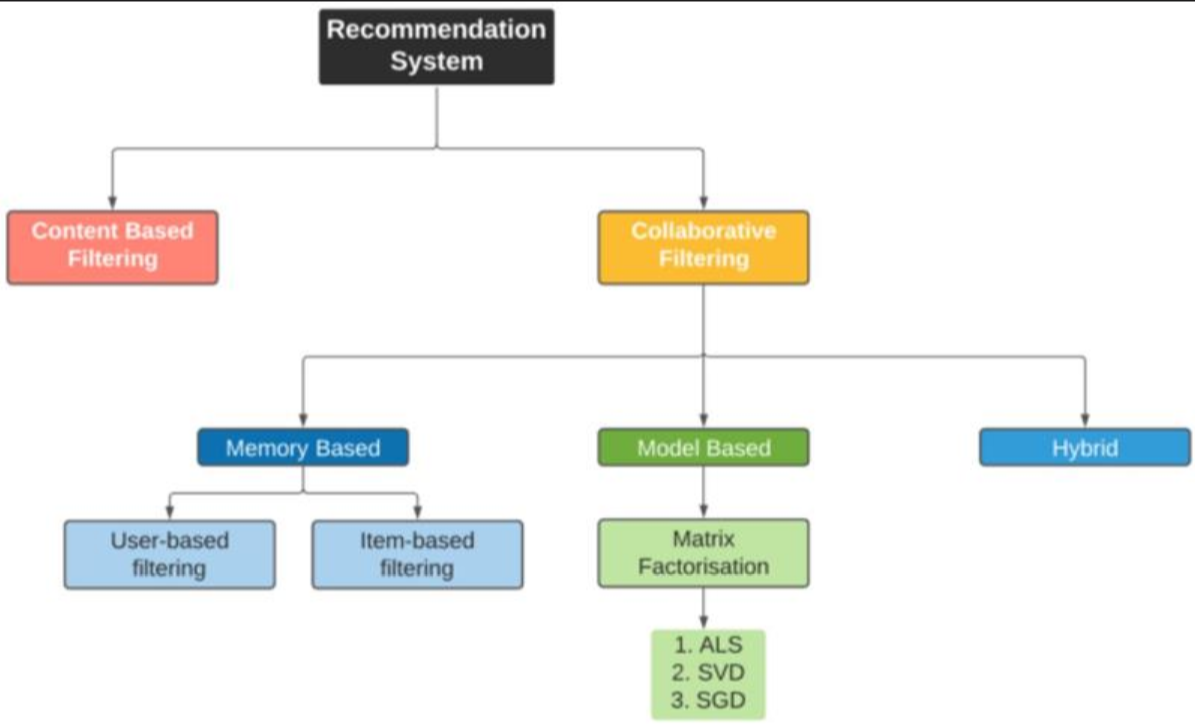 Recommendation
System
Content Based
Filtering
Collaborative
Filtering
Memory Based
Model Based
Hybrid
User-based
filtering
Item-based
filtering
Matrix
Factorisation
1. ALS
2. SVD
3. SGD